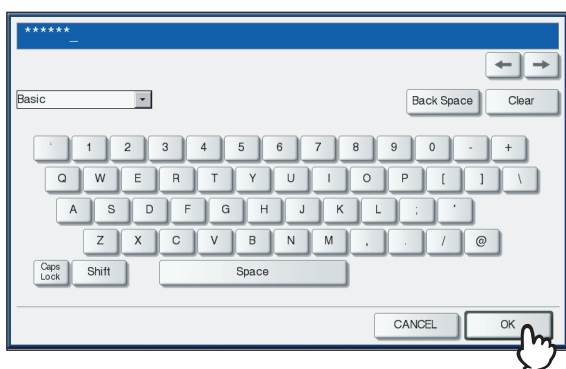 ******_
Basic
Back Space Clear
` 1 2 3 4 5 6 7 8 9 0 - +
Q W E R T Y U I O P [ ] \
A S D F G H J K L ; '
Z X C V B N M , . / @
Caps Lock Shift Space
CANCEL OK